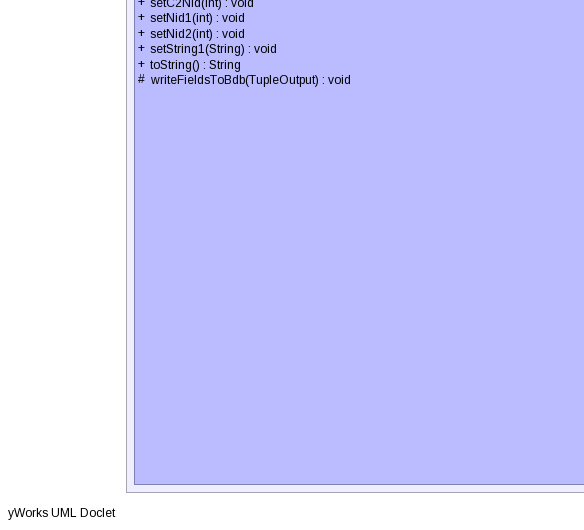 + setC2Nid(int) : void
+ setNid1(int) : void
+ setNid2(int) : void
+ setString1(String) : void
+ toString() : String
# writeFieldsToBdb(TupleOutput) : void
yWorks UML Doclet